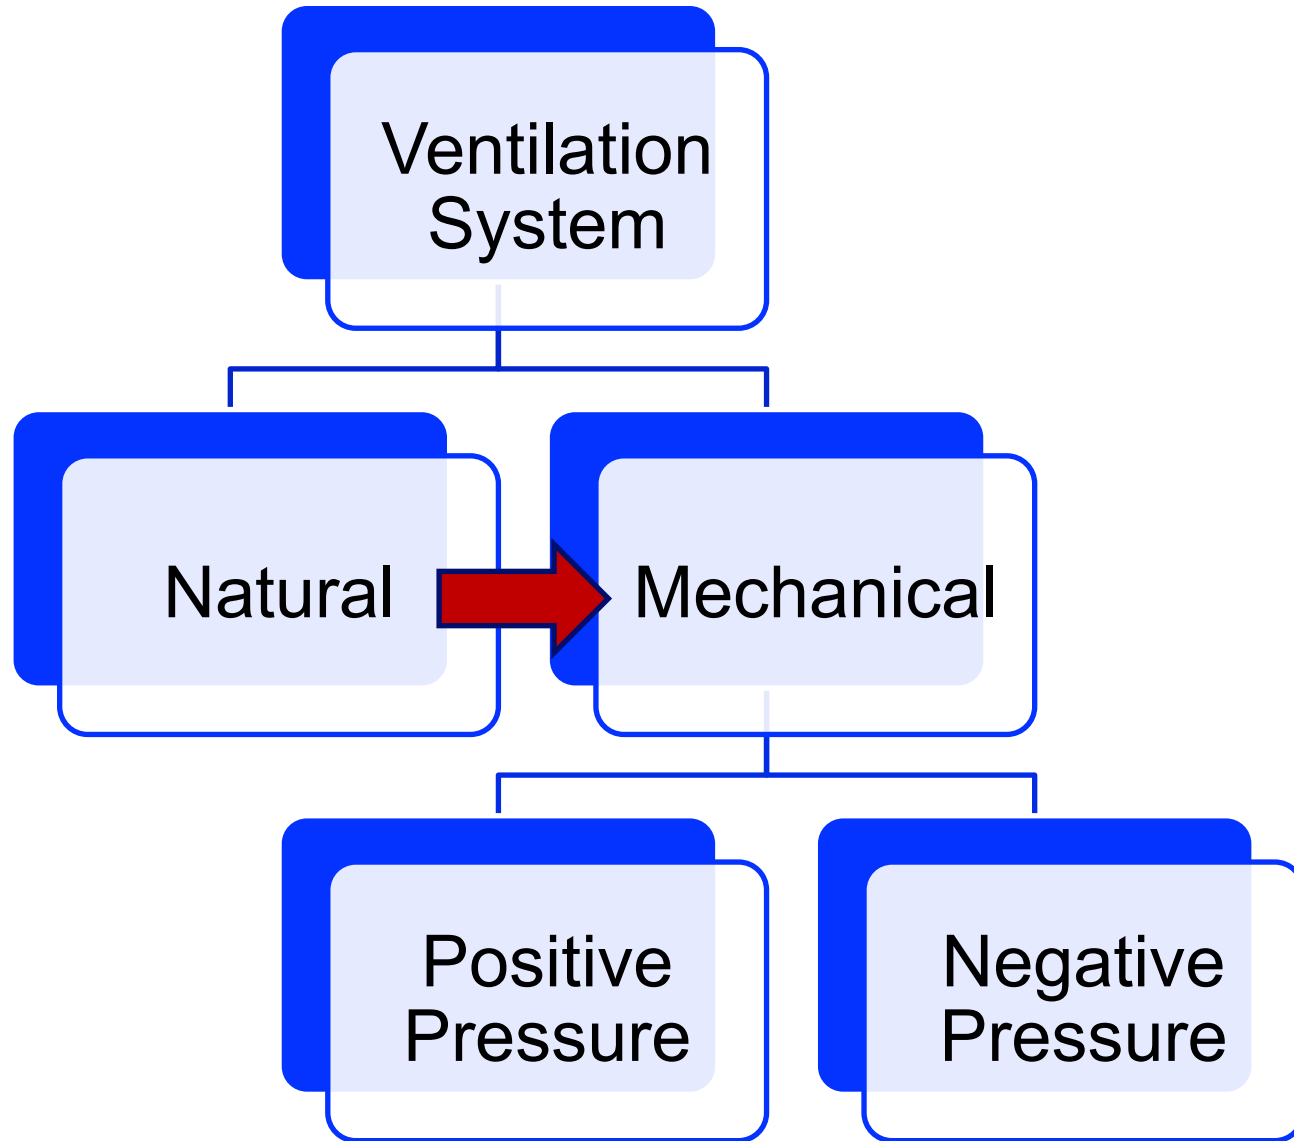 Ventilation
System
Natural
Mechanical
Positive
Pressure
Negative
Pressure